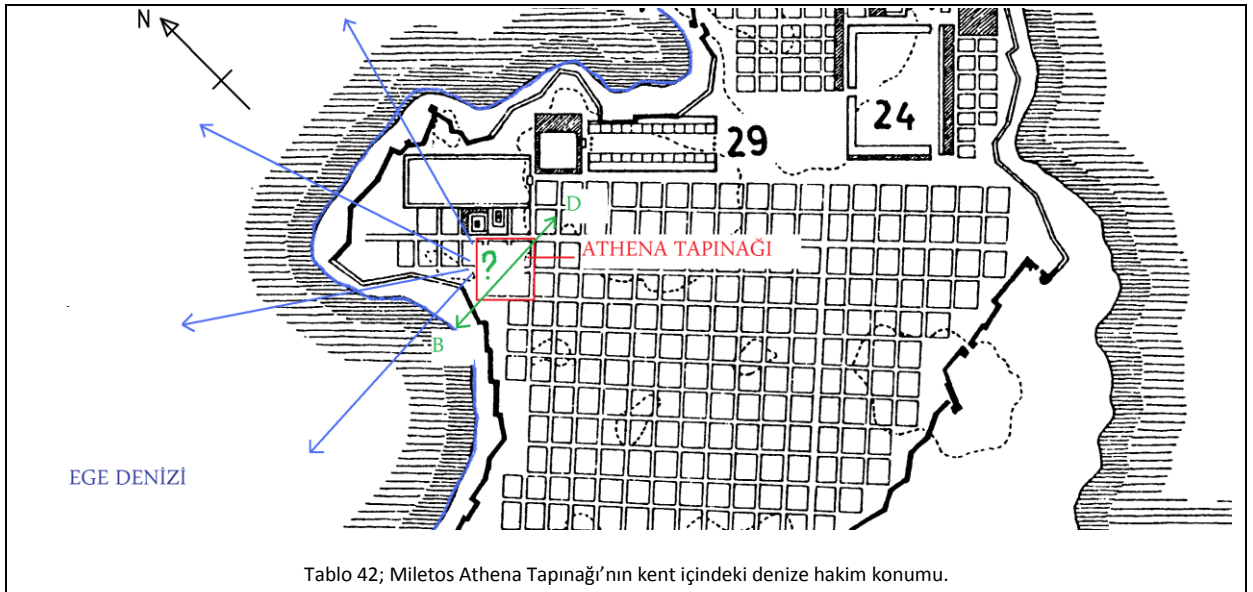 N
24
29
D
ATHENA TAPINAĞI
?
B
EGE DENİZİ
Tablo 42; Miletos Athena Tapınağı’nın kent içindeki denize hakim konumu.